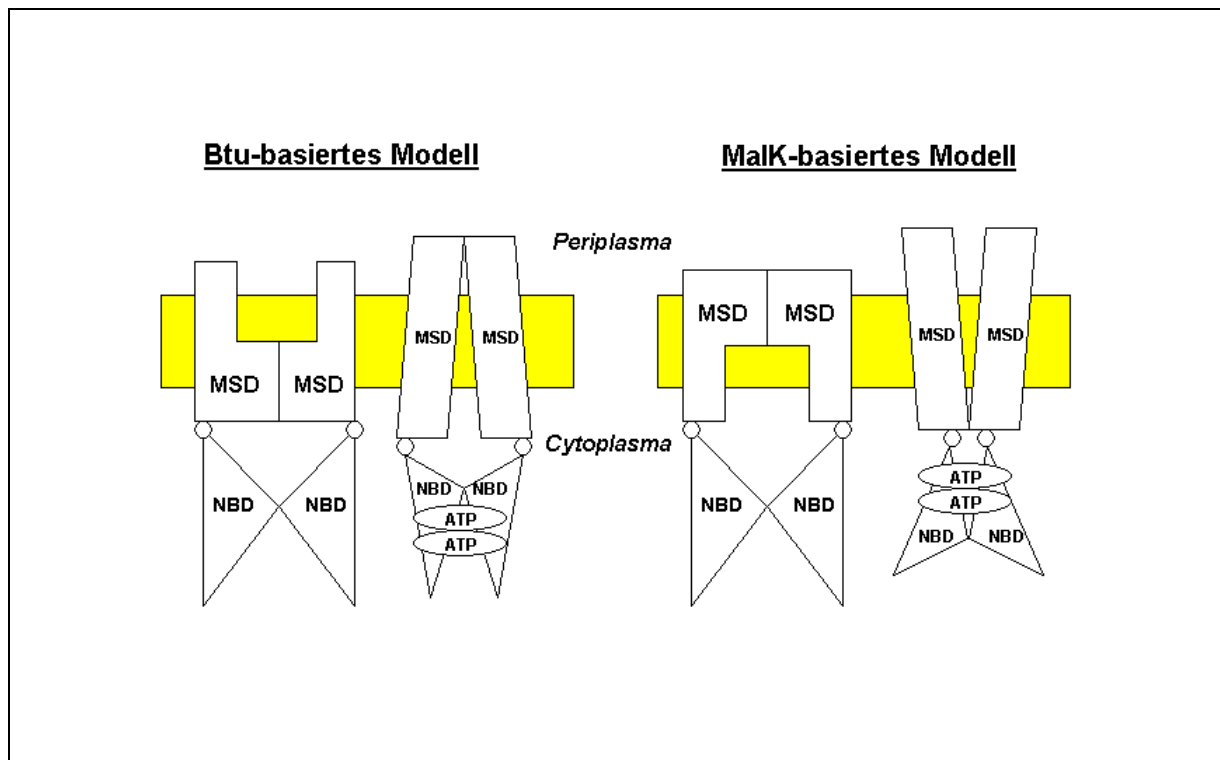 Btu-basiertes Modell
MalK-basiertes Modell
Periplasma
MSD MSD
MSD MSD
MSD MSD
MSD MSD
Cytoplasma
NBD NBD
NBD NBD
ATP
ATP
NBD NBD
ATP
ATP
NBD NBD